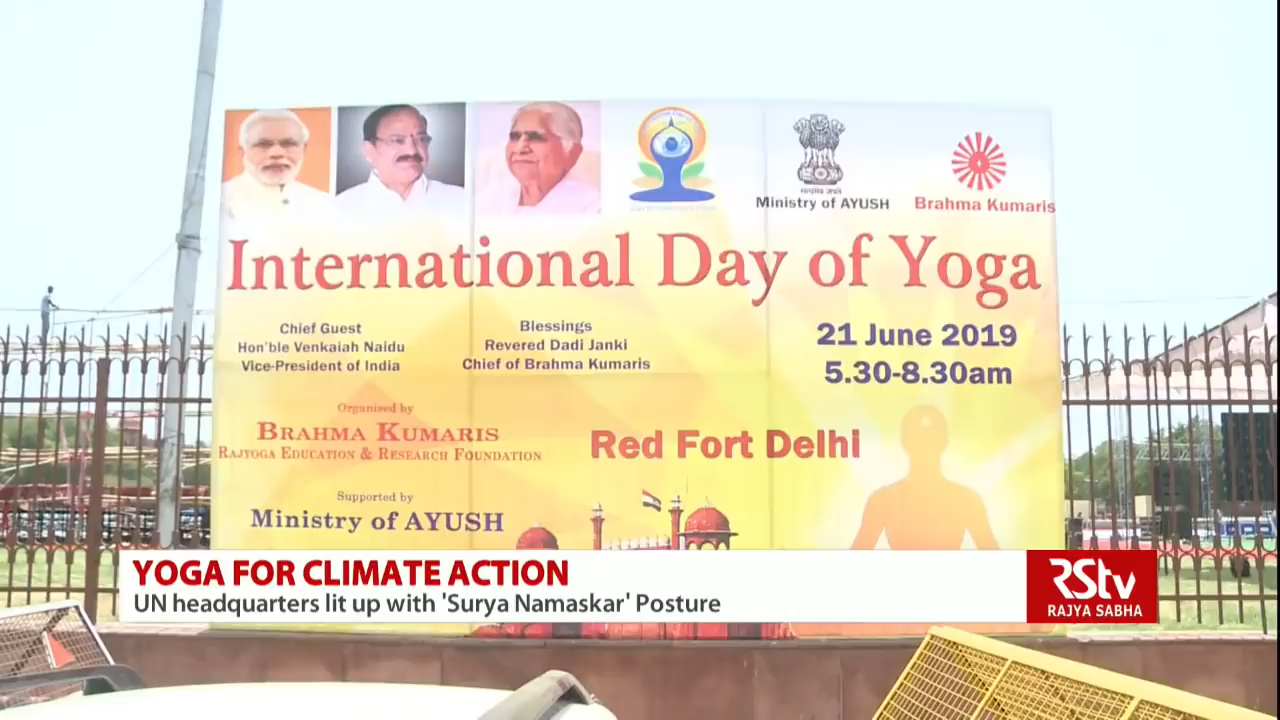 सत्यमेव जयते
Ministry of AYUSH
Brahma Kumaris
International Day of Yoga
Chief Guest
Hon'ble Venkaiah Naidu
Vice-President of India
Blessings
Revered Dadi Janki
Chief of Brahma Kumaris
21 June 2019
5.30-8.30am
Organised by
BRAHMA KUMARIS
RAJYOGA EDUCATION & RESEARCH FOUNDATION
Red Fort Delhi
Supported by
Ministry of AYUSH
YOGA FOR CLIMATE ACTION
UN headquarters lit up with 'Surya Namaskar' Posture
RStv
RAJYA SABHA